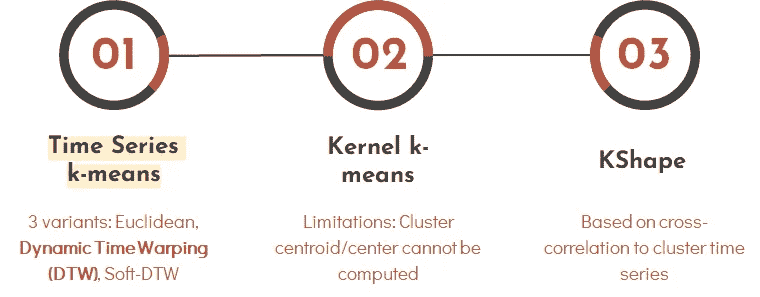 01
02
03
Time Series
k-means
3 variants: Euclidean,
Dynamic Time Warping
(DTW), Soft-DTW
Kernel k-
means
Limitations: Cluster
centroid/center cannot be
computed
KShape
Based on cross-
correlation to cluster time
series